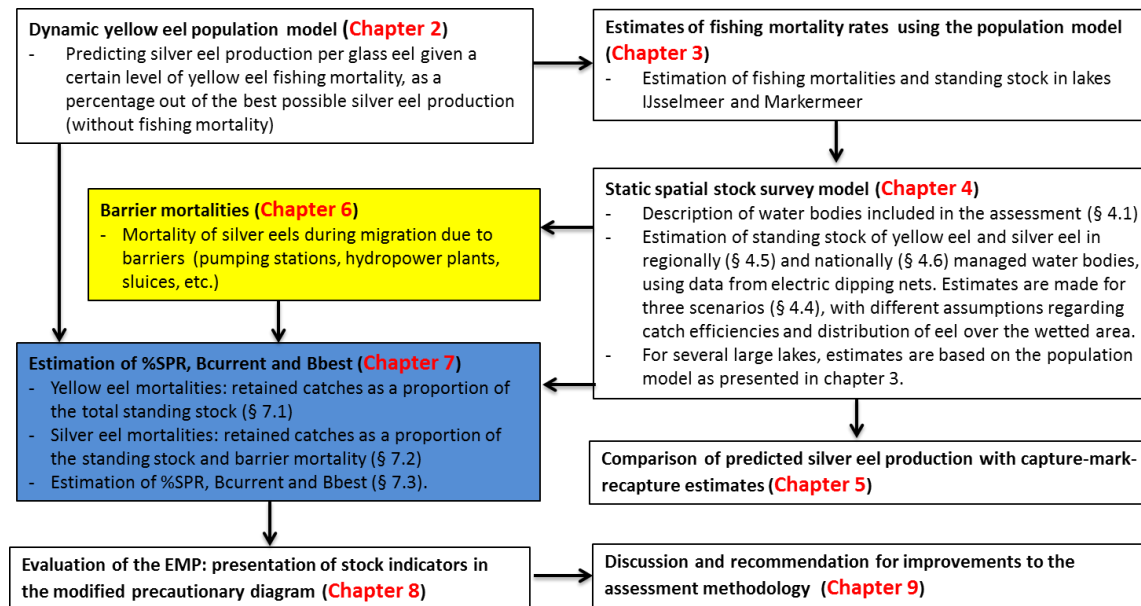 Dynamic yellow eel population model (Chapter 2)
- Predicting silver eel production per glass eel given a
certain level of yellow eel fishing mortality, as a
percentage out of the best possible silver eel production
(without fishing mortality)
Estimates of fishing mortality rates using the population model
(Chapter 3)
- Estimation of fishing mortalities and standing stock in lakes
IJsselmeer and Markermeer
Barrier mortalities (Chapter 6)
- Mortality of silver eels during migration due to
barriers (pumping stations, hydropower plants,
sluices, etc.)
Static spatial stock survey model (Chapter 4)
- Description of water bodies included in the assessment (§ 4.1)
- Estimation of standing stock of yellow eel and silver eel in
regionally (§ 4.5) and nationally (§ 4.6) managed water bodies,
using data from electric dipping nets. Estimates are made for
three scenarios (§ 4.4), with different assumptions regarding
catch efficiencies and distribution of eel over the wetted area.
- For several large lakes, estimates are based on the population
model as presented in chapter 3.
Estimation of %SPR, Bcurrent and Bbest (Chapter 7)
- Yellow eel mortalities: retained catches as a proportion of
the total standing stock (§ 7.1)
- Silver eel mortalities: retained catches as a proportion of
the standing stock and barrier mortality (§ 7.2)
- Estimation of %SPR, Bcurrent and Bbest (§ 7.3).
Comparison of predicted silver eel production with capture-mark-
recapture estimates (Chapter 5)
Evaluation of the EMP: presentation of stock indicators in
the modified precautionary diagram (Chapter 8)
Discussion and recommendation for improvements to the
assessment methodology (Chapter 9)